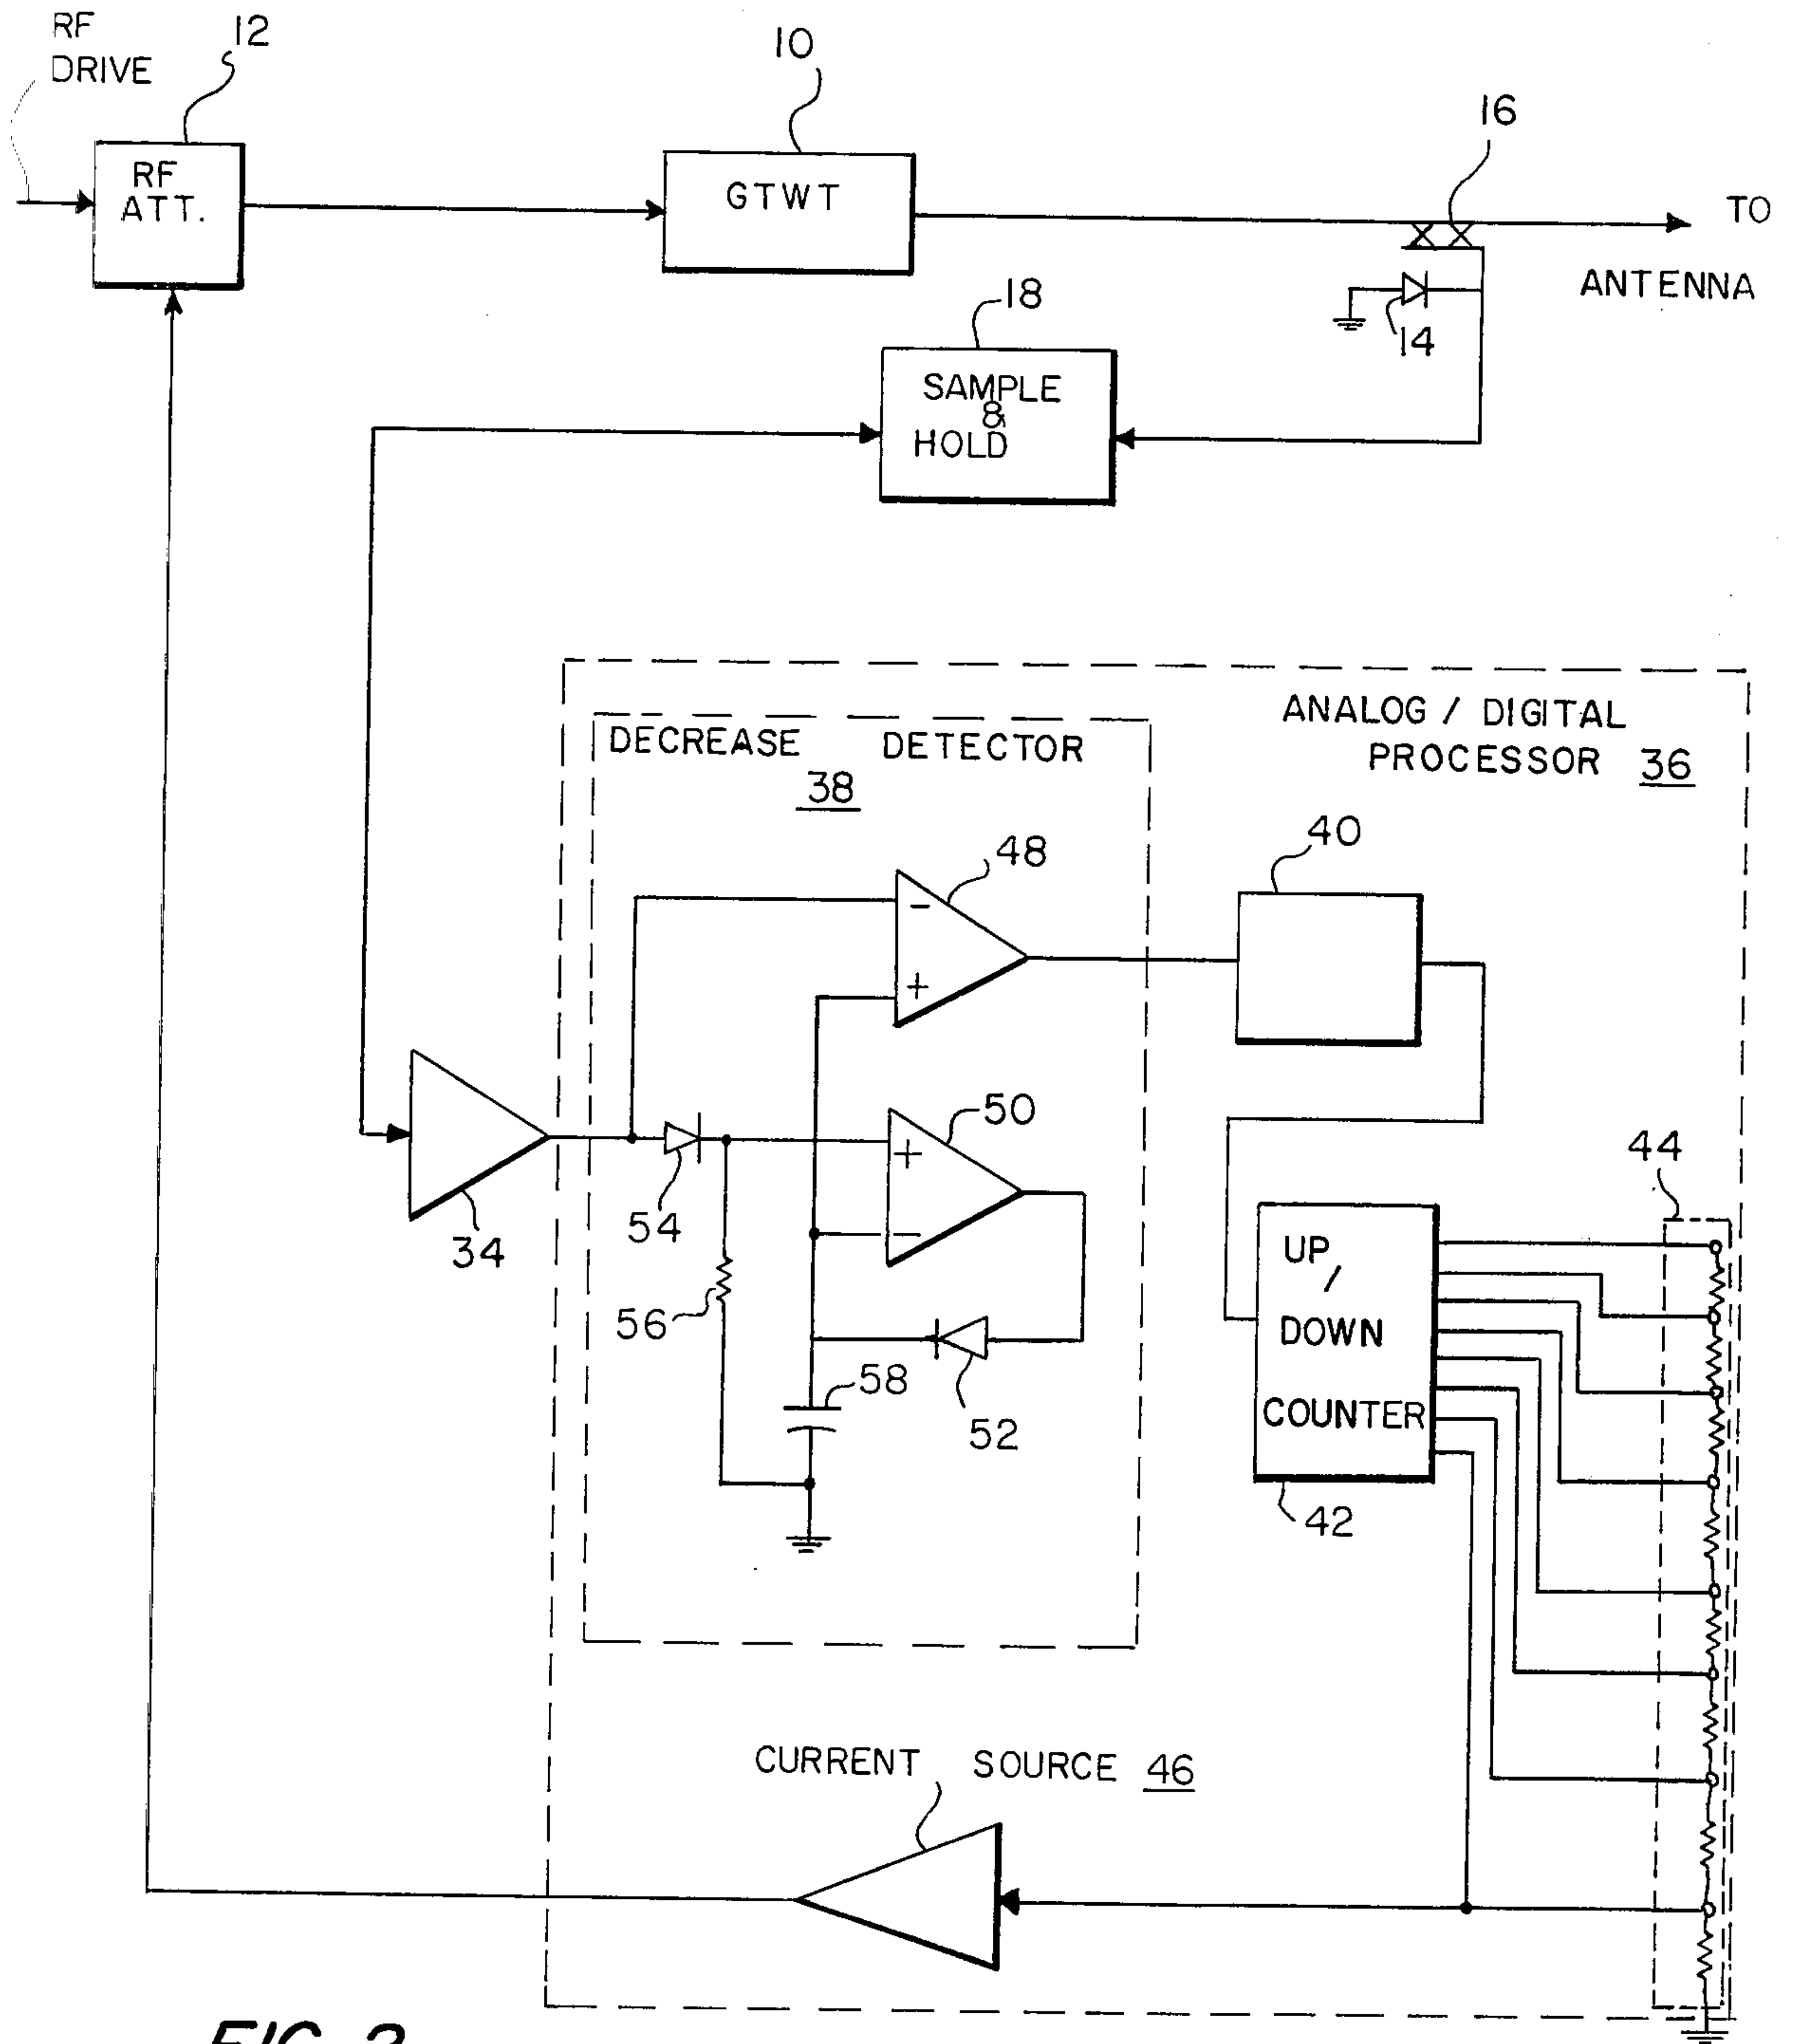 RF
DRIVE
12
10
16
RF
ATT.
GTWT
TO
ANTENNA
14
18
SAMPLE
&
HOLD
ANALOG / DIGITAL
PROCESSOR 36
DECREASE DETECTOR
38
48
-
+
40
50
+
-
34
54
56
58
52
44
UP
/
DOWN
COUNTER
42
CURRENT SOURCE 46